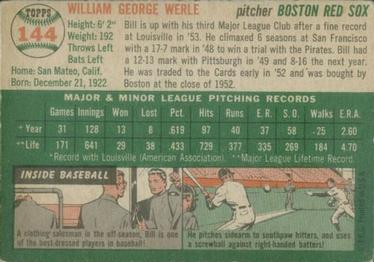 TOPPS
144
WILLIAM GEORGE WERLE pitcher BOSTON RED SOX
Height: 6' 2"
Weight: 192
Throws Left
Bats Left
Home: San Mateo, Calif.
Born: December 21, 1922
Bill is up with his third Major League Club after a fine record
at Louisville in '53. He climaxed 6 seasons at San Francisco
with a 17-7 mark in '48 to win a trial with the Pirates. Bill had
a 12-13 mark with Pittsburgh in '49 and 8-16 in '50. He
was traded to the Cards early in '52 and was bought by
Boston at the close of 1952.
MAJOR & MINOR LEAGUE PITCHING RECORDS
Games Innings Won Lost Pct. Hits Runs E.R. S.O. Walks E.R.A.
*Year 31 128 13 8 .619 97 40 37 58 -25 2.60
**Life 171 641 29 38 .433 729 377 335 280 184 4.70
*Record with Louisville (American Association). **Major League Lifetime Record.
INSIDE BASEBALL
A clothing salesman in the off-season, Bill is one
of the best-dressed players in baseball!
He pitches sidearm to southpaw hitters, and uses
a screwball against right-handed batters!